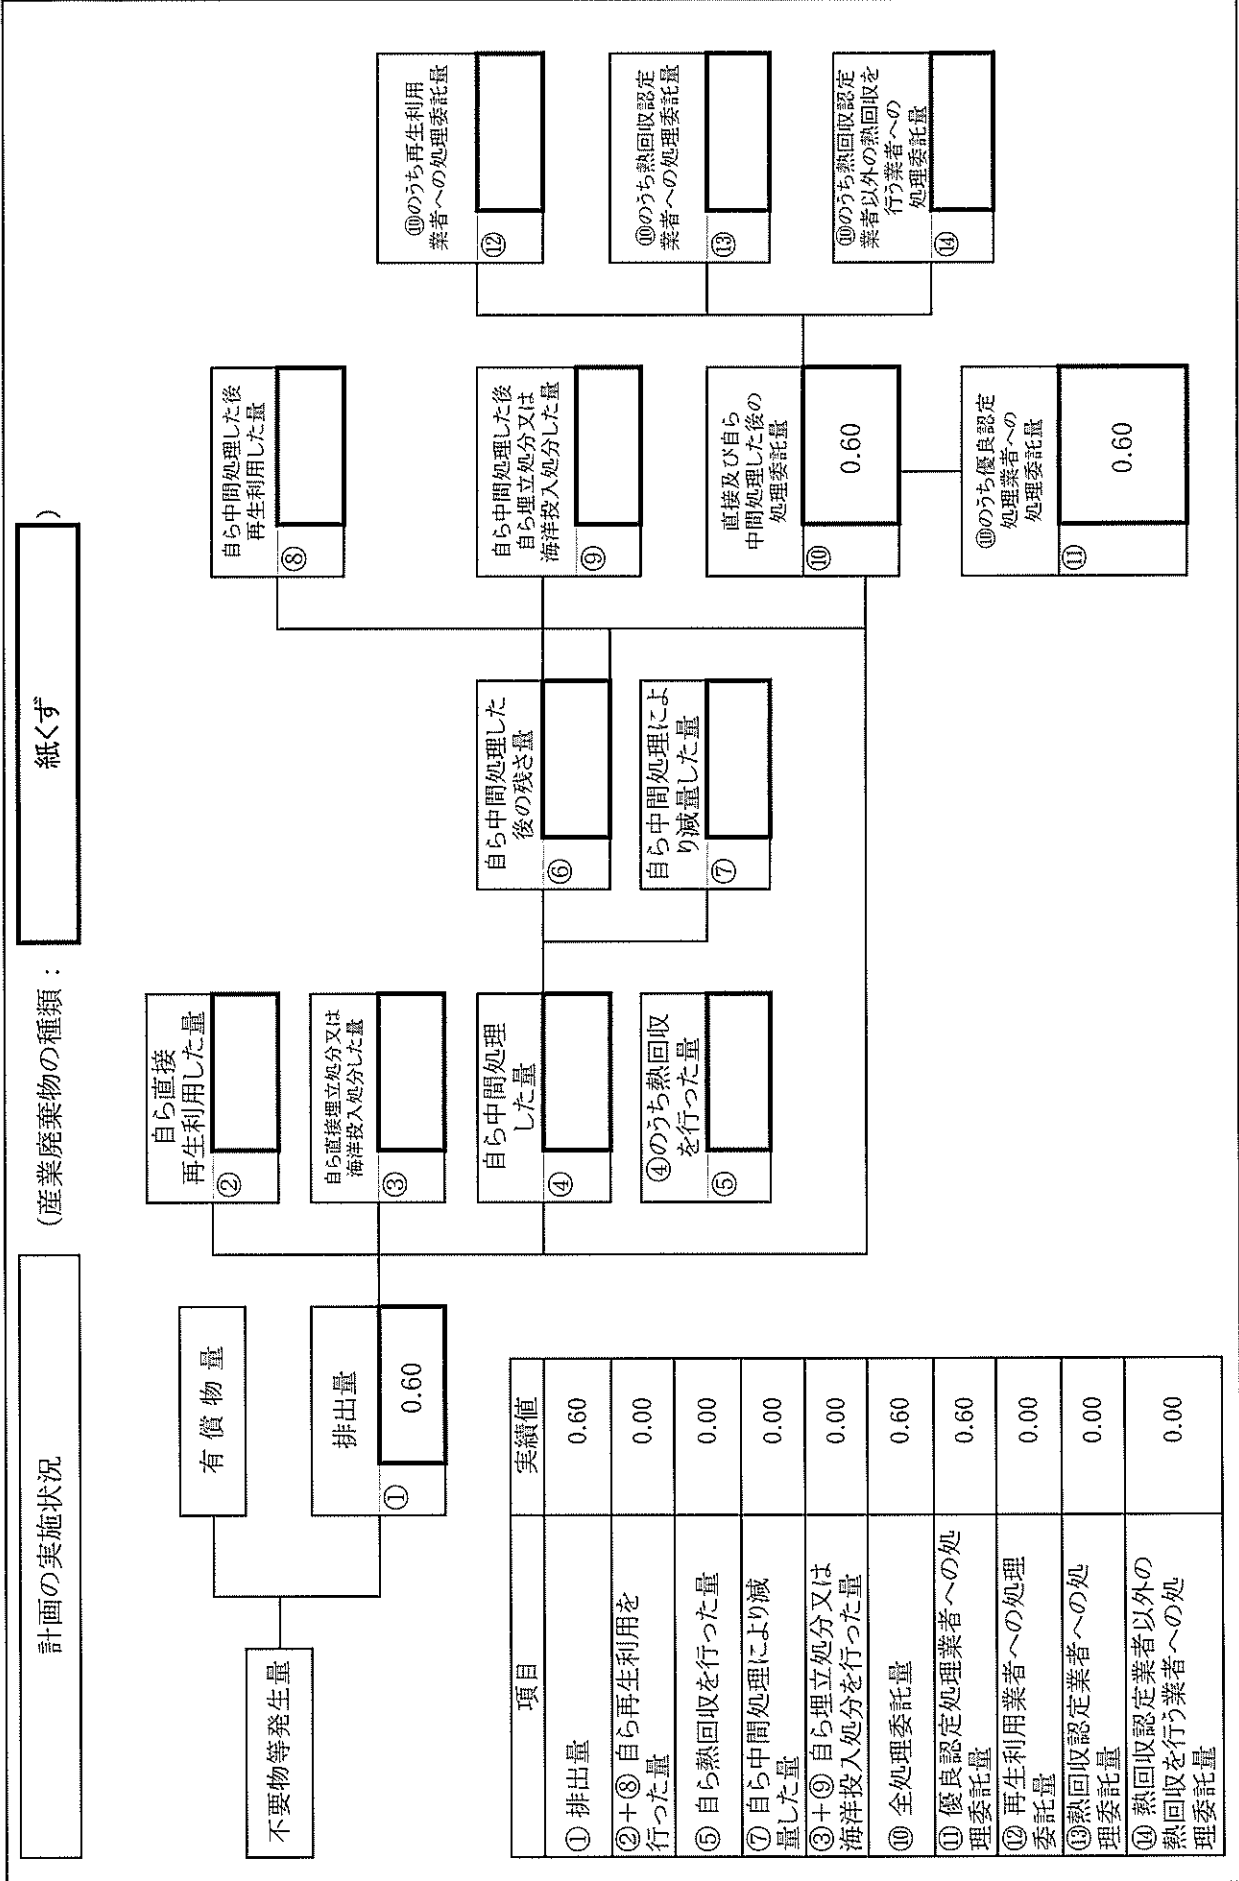 計画の実施状況
(産業廃棄物の種類：
紙くず
)
不要物等発生量
有 償 物 量
排出量
①
0.60
自ら直接
再生利用した量
②
自ら直接埋立処分又は
海洋投入処分した量
③
自ら中間処理
した量
④
④のうち熱回収
を行った量
⑤
自ら中間処理した
後の残さ量
⑥
自ら中間処理によ
り減量した量
⑦
自ら中間処理した後
再生利用した量
⑧
自ら中間処理した後
自ら埋立処分又は
海洋投入処分した量
⑨
直接及び自ら
中間処理した後の
処理委託量
⑩
0.60
⑩のうち優良認定
処理業者への
処理委託量
⑪
0.60
⑩のうち再生利用
業者への処理委託量
⑫
⑩のうち熱回収認定
業者への処理委託量
⑬
⑩のうち熱回収認定
業者以外の熱回収を
行う業者への
処理委託量
⑭
項目
実績値
① 排出量
0.60
②＋⑧ 自ら再生利用を
行った量
0.00
⑤ 自ら熱回収を行った量
0.00
⑦ 自ら中間処理により減
量した量
0.00
③＋⑨ 自ら埋立処分又は
海洋投入処分を行った量
0.00
⑩ 全処理委託量
0.60
⑪ 優良認定処理業者への処
理委託量
0.60
⑫ 再生利用業者への処理
委託量
0.00
⑬熱回収認定業者への処
理委託量
0.00
⑭ 熱回収認定業者以外の
熱回収を行う業者への処
理委託量
0.00